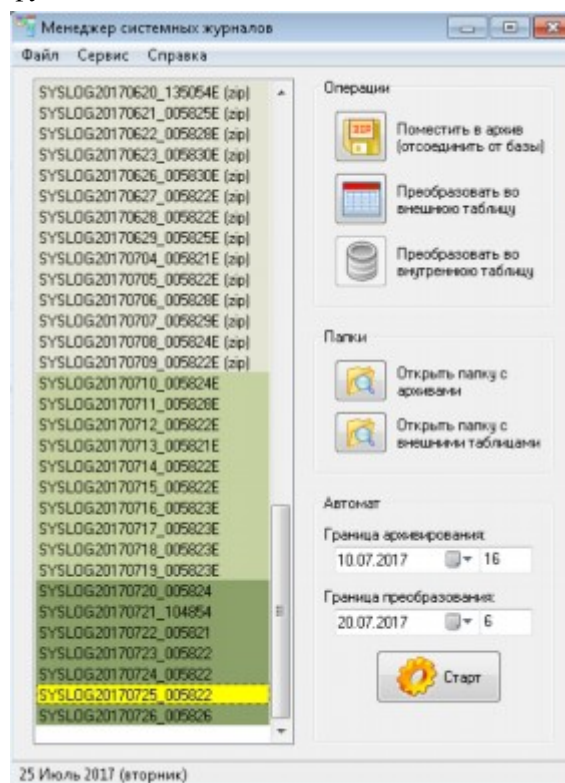 Менеджер системных журналов
Файл Сервис Справка
SYSLOG20170620_135054E (zip)
SYSLOG20170621_005825E (zip)
SYSLOG20170622_005828E (zip)
SYSLOG20170623_005830E (zip)
SYSLOG20170626_005830E (zip)
SYSLOG20170627_005822E (zip)
SYSLOG20170628_005822E (zip)
SYSLOG20170629_005825E (zip)
SYSLOG20170704_005821E (zip)
SYSLOG20170705_005822E (zip)
SYSLOG20170706_005828E (zip)
SYSLOG20170707_005829E (zip)
SYSLOG20170708_005824E (zip)
SYSLOG20170709_005822E (zip)
SYSLOG20170710_005824E
SYSLOG20170711_005828E
SYSLOG20170712_005822E
SYSLOG20170713_005821E
SYSLOG20170714_005822E
SYSLOG20170715_005822E
SYSLOG20170716_005823E
SYSLOG20170717_005823E
SYSLOG20170718_005823E
SYSLOG20170719_005823E
SYSLOG20170720_005824
SYSLOG20170721_104854
SYSLOG20170722_005821
SYSLOG20170723_005822
SYSLOG20170724_005822
SYSLOG20170725_005822
SYSLOG20170726_005826
Операции
Поместить в архив
(отсоединить от базы)
Преобразовать во
внешнюю таблицу
Преобразовать во
внутреннюю таблицу
Папки
Открыть папку с
архивами
Открыть папку с
внешними таблицами
Автомат
Граница архивирования:
10.07.2017 16
Граница преобразования:
20.07.2017 6
Старт
25 Июль 2017 (вторник)